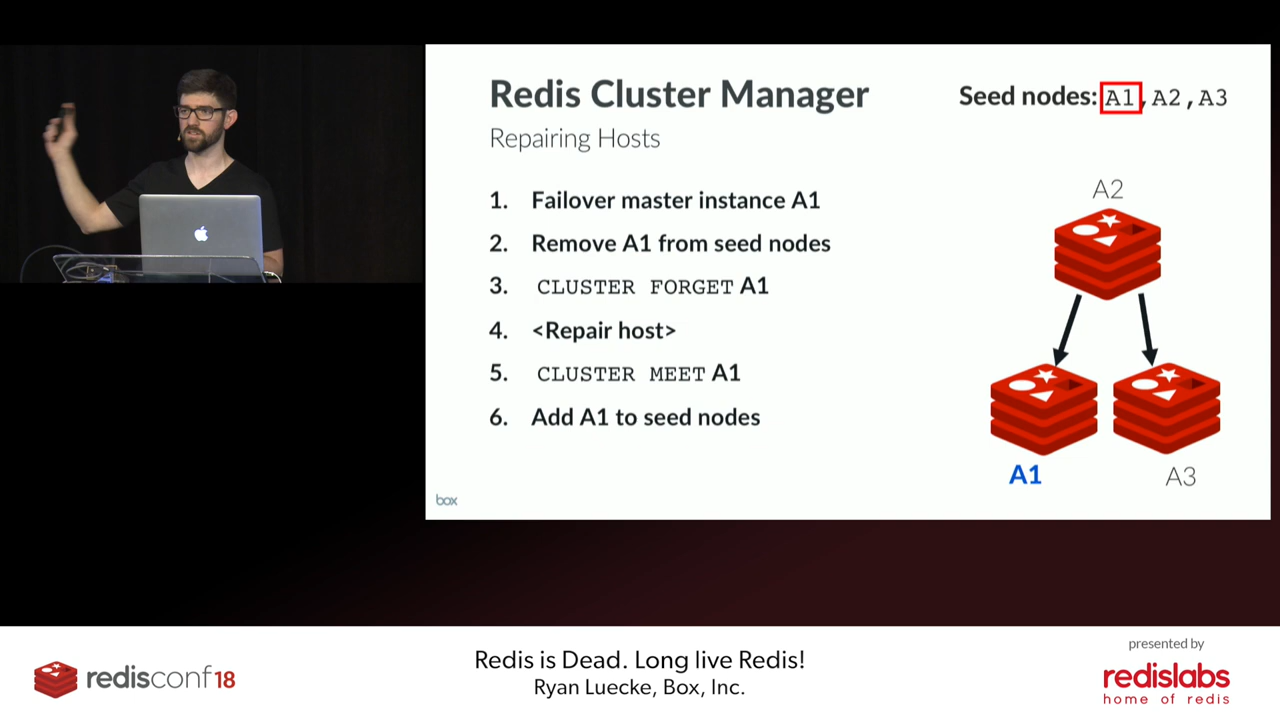 Redis Cluster Manager
Repairing Hosts
Seed nodes: A1, A2, A3
1. Failover master instance A1
2. Remove A1 from seed nodes
3. CLUSTER FORGET A1
4. <Repair host>
5. CLUSTER MEET A1
6. Add A1 to seed nodes
A2
A1
A3
box
redisconf18
Redis is Dead. Long live Redis!
Ryan Luecke, Box, Inc.
presented by
redislabs
home of redis